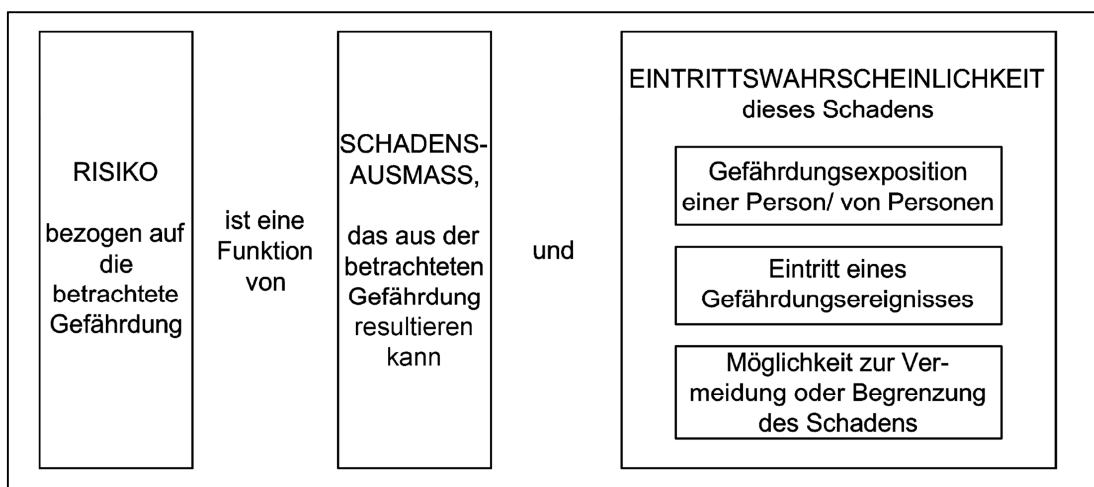 RISIKO
bezogen auf
die
betrachtete
Gefährdung
ist eine
Funktion
von
SCHADENS-
AUSMASS,
das aus der
betrachteten
Gefährdung
resultieren
kann
und
EINTRITTSWAHRSCHEINLICHKEIT
dieses Schadens
Gefährdungsexposition
einer Person/ von Personen
Eintritt eines
Gefährdungsereignisses
Möglichkeit zur Ver-
meidung oder Begrenzung
des Schadens